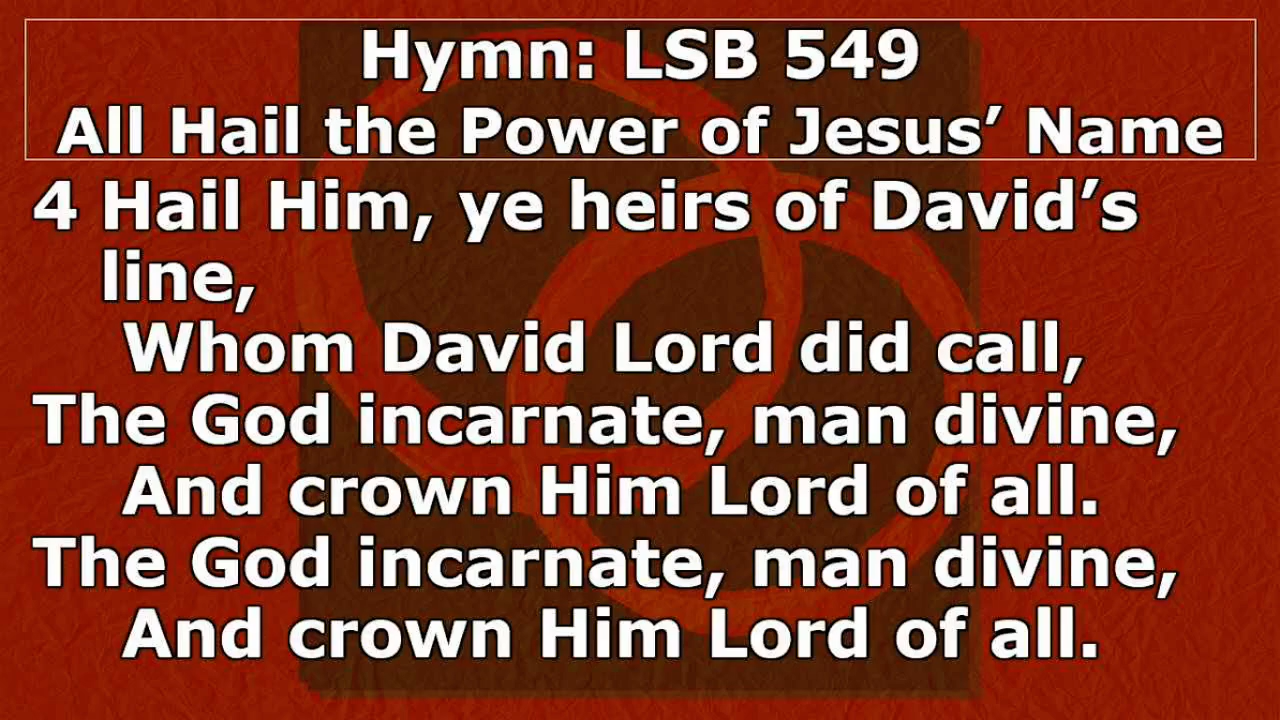 Hymn: LSB 549
All Hail the Power of Jesus’ Name
4 Hail Him, ye heirs of David’s
line,
Whom David Lord did call,
The God incarnate, man divine,
And crown Him Lord of all.
The God incarnate, man divine,
And crown Him Lord of all.